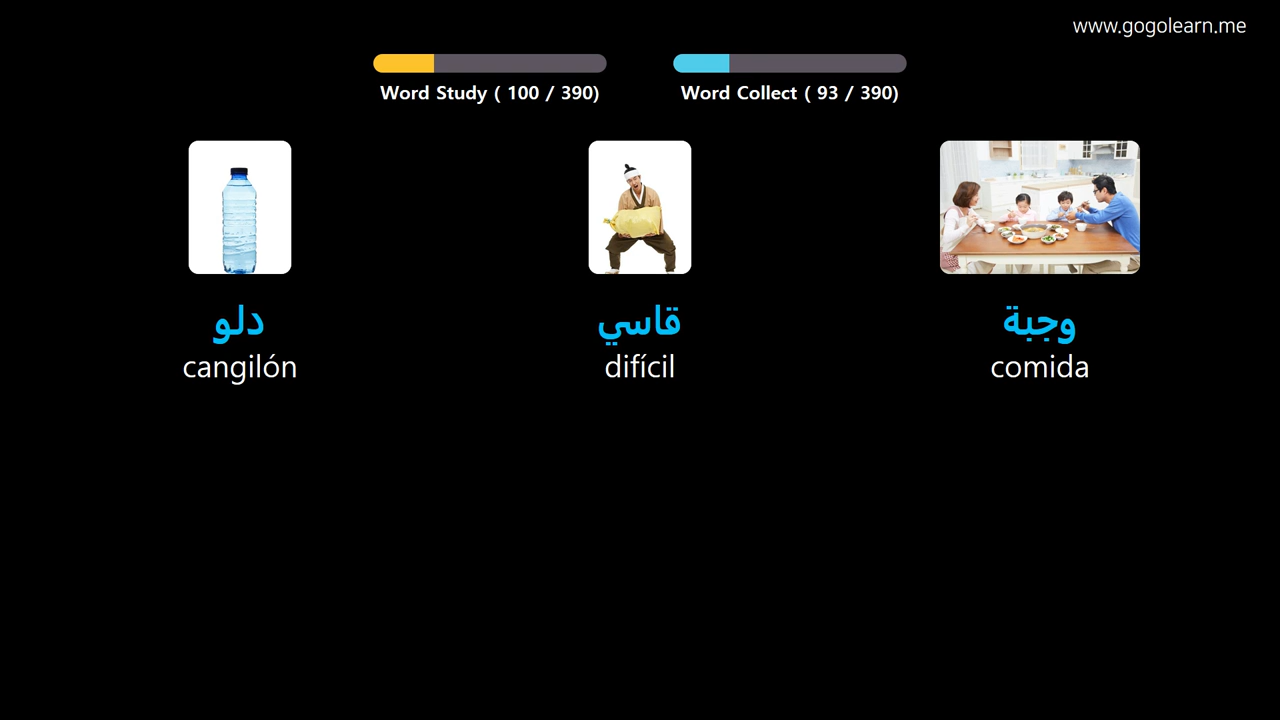 www.gogolearn.me
Word Study ( 100 / 390)
Word Collect ( 93 / 390)
دلو
cangilón
قاسي
difícil
وجبة
comida